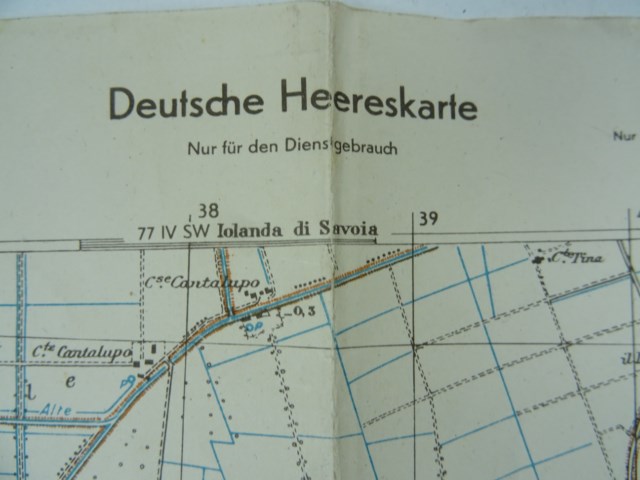 Deutsche Heereskarte
Nur für den Dienstgebrauch
Nur
38
39
77 IV SW Iolanda di Savoia
C.se Cantalupo
C.te Tina
-0,3
C.te Cantalupo
l e
Alte